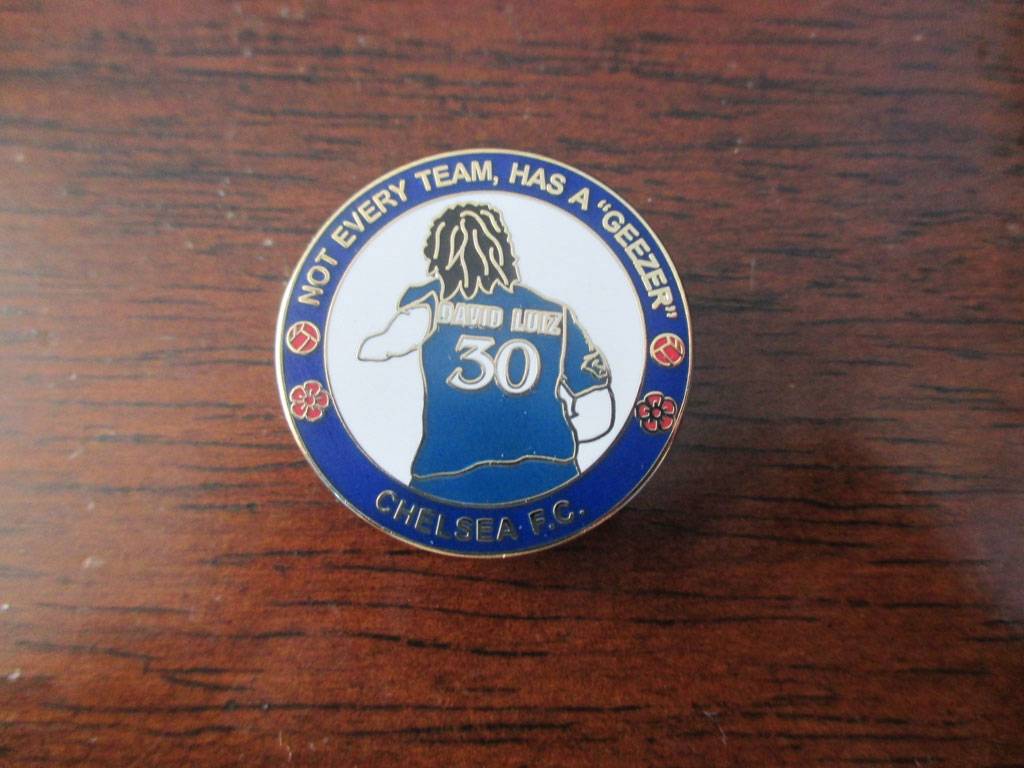 NOT EVERY TEAM, HAS A "GEEZER"
DAVID LUIZ
30
CHELSEA F.C.